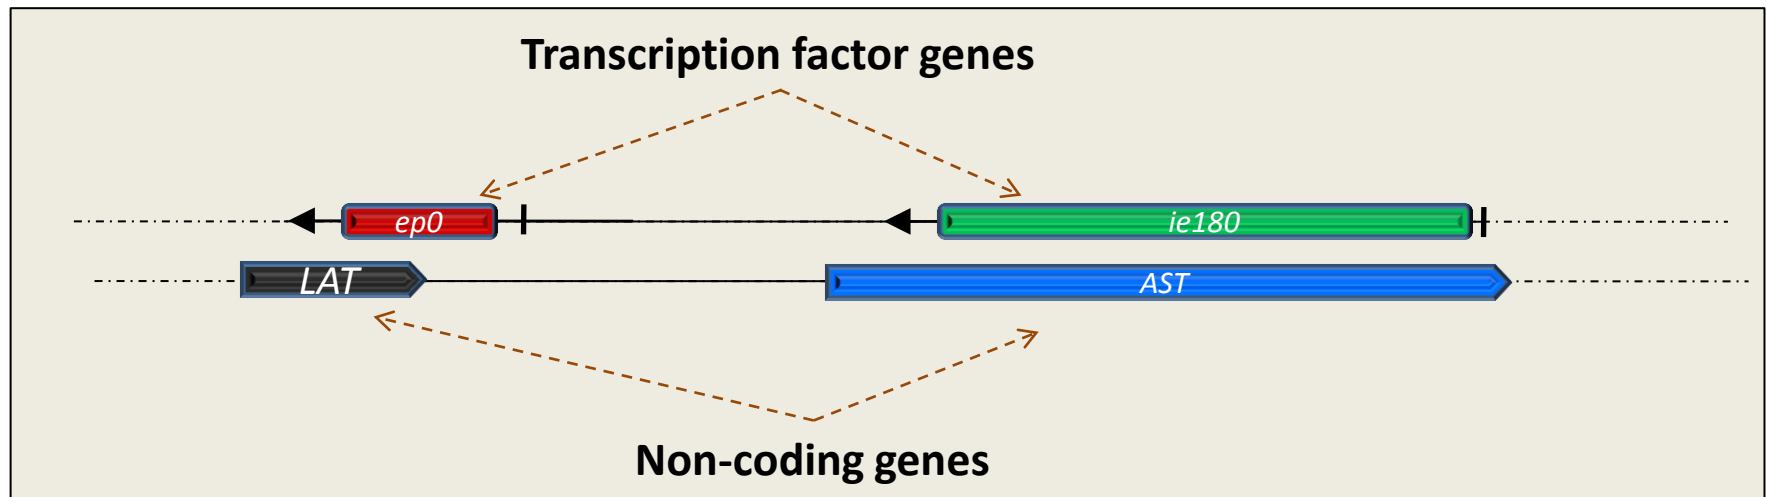 Transcription factor genes
ep0
ie180
LAT
AST
Non-coding genes